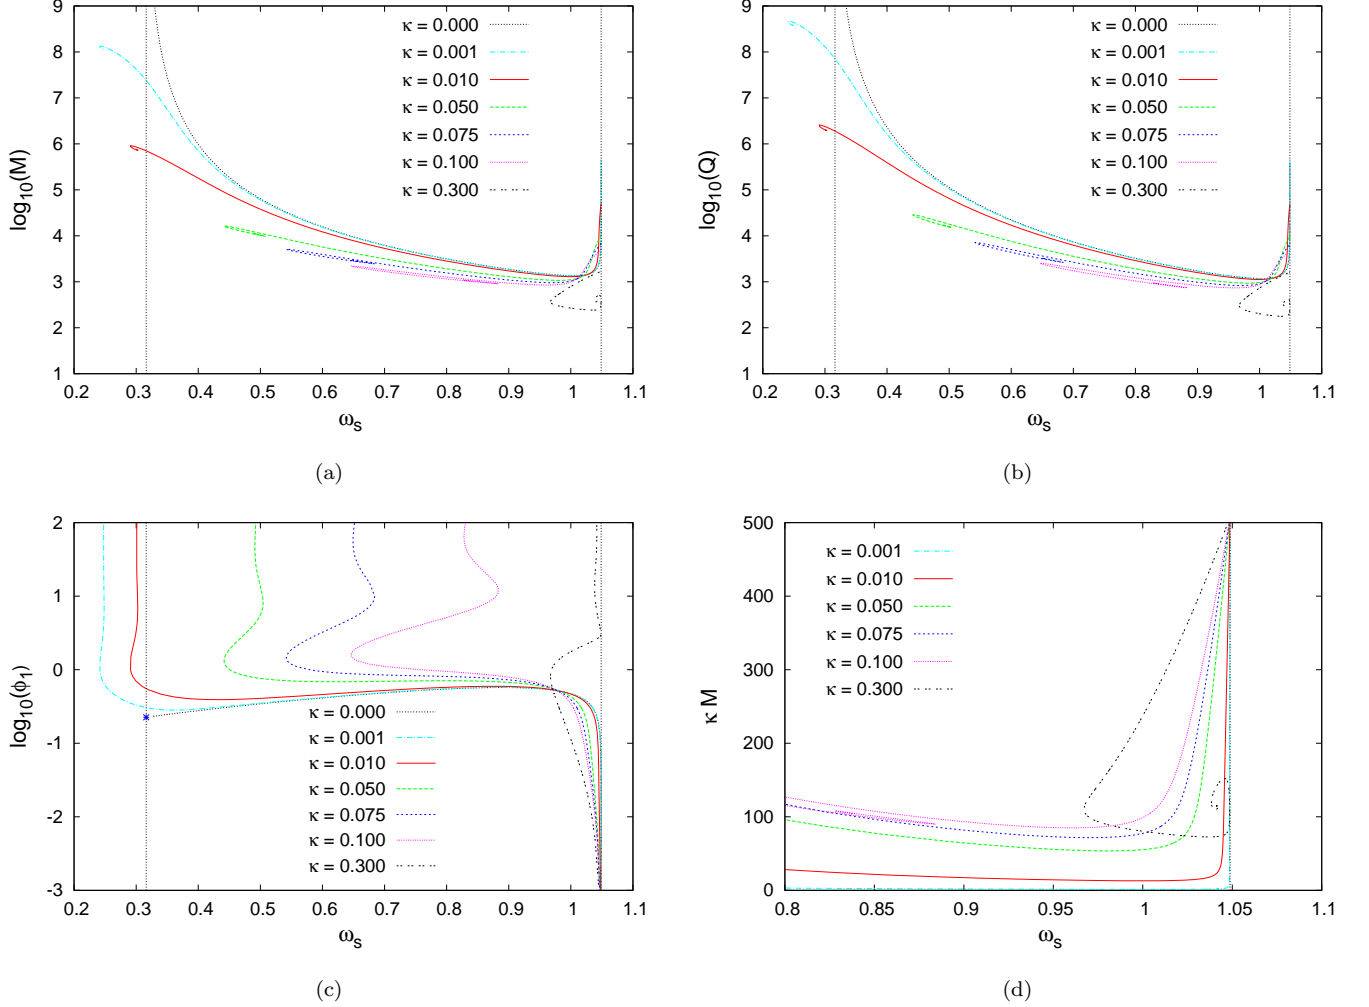 9
8
7
6
5
4
3
2
1
log10(M)
0.2 0.3 0.4 0.5 0.6 0.7 0.8 0.9 1 1.1
ωs
κ = 0.000
κ = 0.001
κ = 0.010
κ = 0.050
κ = 0.075
κ = 0.100
κ = 0.300
(a)
9
8
7
6
5
4
3
2
1
log10(Q)
0.2 0.3 0.4 0.5 0.6 0.7 0.8 0.9 1 1.1
ωs
κ = 0.000
κ = 0.001
κ = 0.010
κ = 0.050
κ = 0.075
κ = 0.100
κ = 0.300
(b)
2
1
0
-1
-2
-3
log10(ϕ1)
0.2 0.3 0.4 0.5 0.6 0.7 0.8 0.9 1 1.1
ωs
κ = 0.000
κ = 0.001
κ = 0.010
κ = 0.050
κ = 0.075
κ = 0.100
κ = 0.300
(c)
500
400
300
200
100
0
κ M
0.8 0.85 0.9 0.95 1 1.05 1.1
ωs
κ = 0.001
κ = 0.010
κ = 0.050
κ = 0.075
κ = 0.100
κ = 0.300
(d)